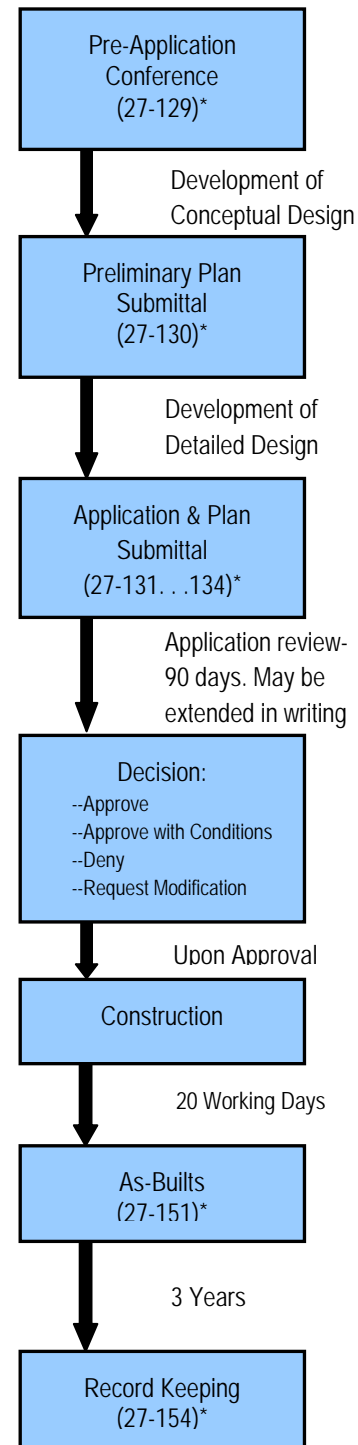 Pre-Application
Conference
(27-129)*
Development of
Conceptual Design
Preliminary Plan
Submittal
(27-130)*
Development of
Detailed Design
Application & Plan
Submittal
(27-131. . .134)*
Application review-
90 days. May be
extended in writing
Decision:
--Approve
--Approve with Conditions
--Deny
--Request Modification
Upon Approval
Construction
20 Working Days
As-Builts
(27-151)*
3 Years
Record Keeping
(27-154)*